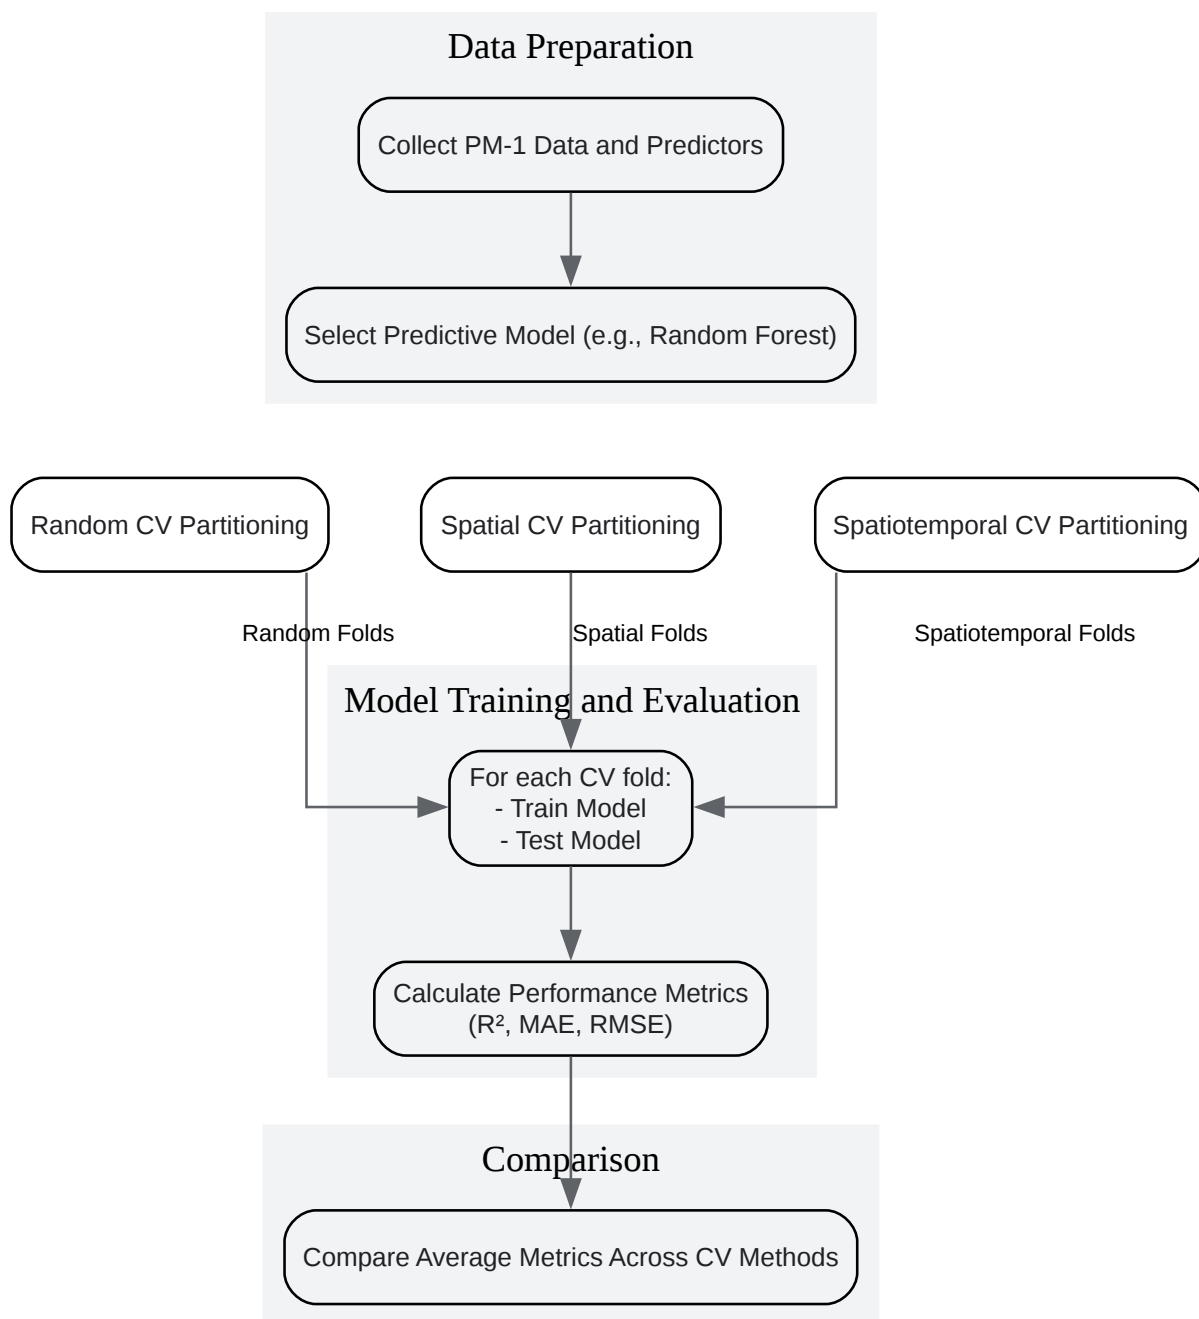 Data Preparation
Collect PM-1 Data and Predictors
Select Predictive Model (e.g., Random Forest)
Random CV Partitioning
Spatial CV Partitioning
Spatiotemporal CV Partitioning
Random Folds
Spatial Folds
Spatiotemporal Folds
Model Training and Evaluation
For each CV fold:
- Train Model
- Test Model
Calculate Performance Metrics
(R², MAE, RMSE)
Comparison
Compare Average Metrics Across CV Methods